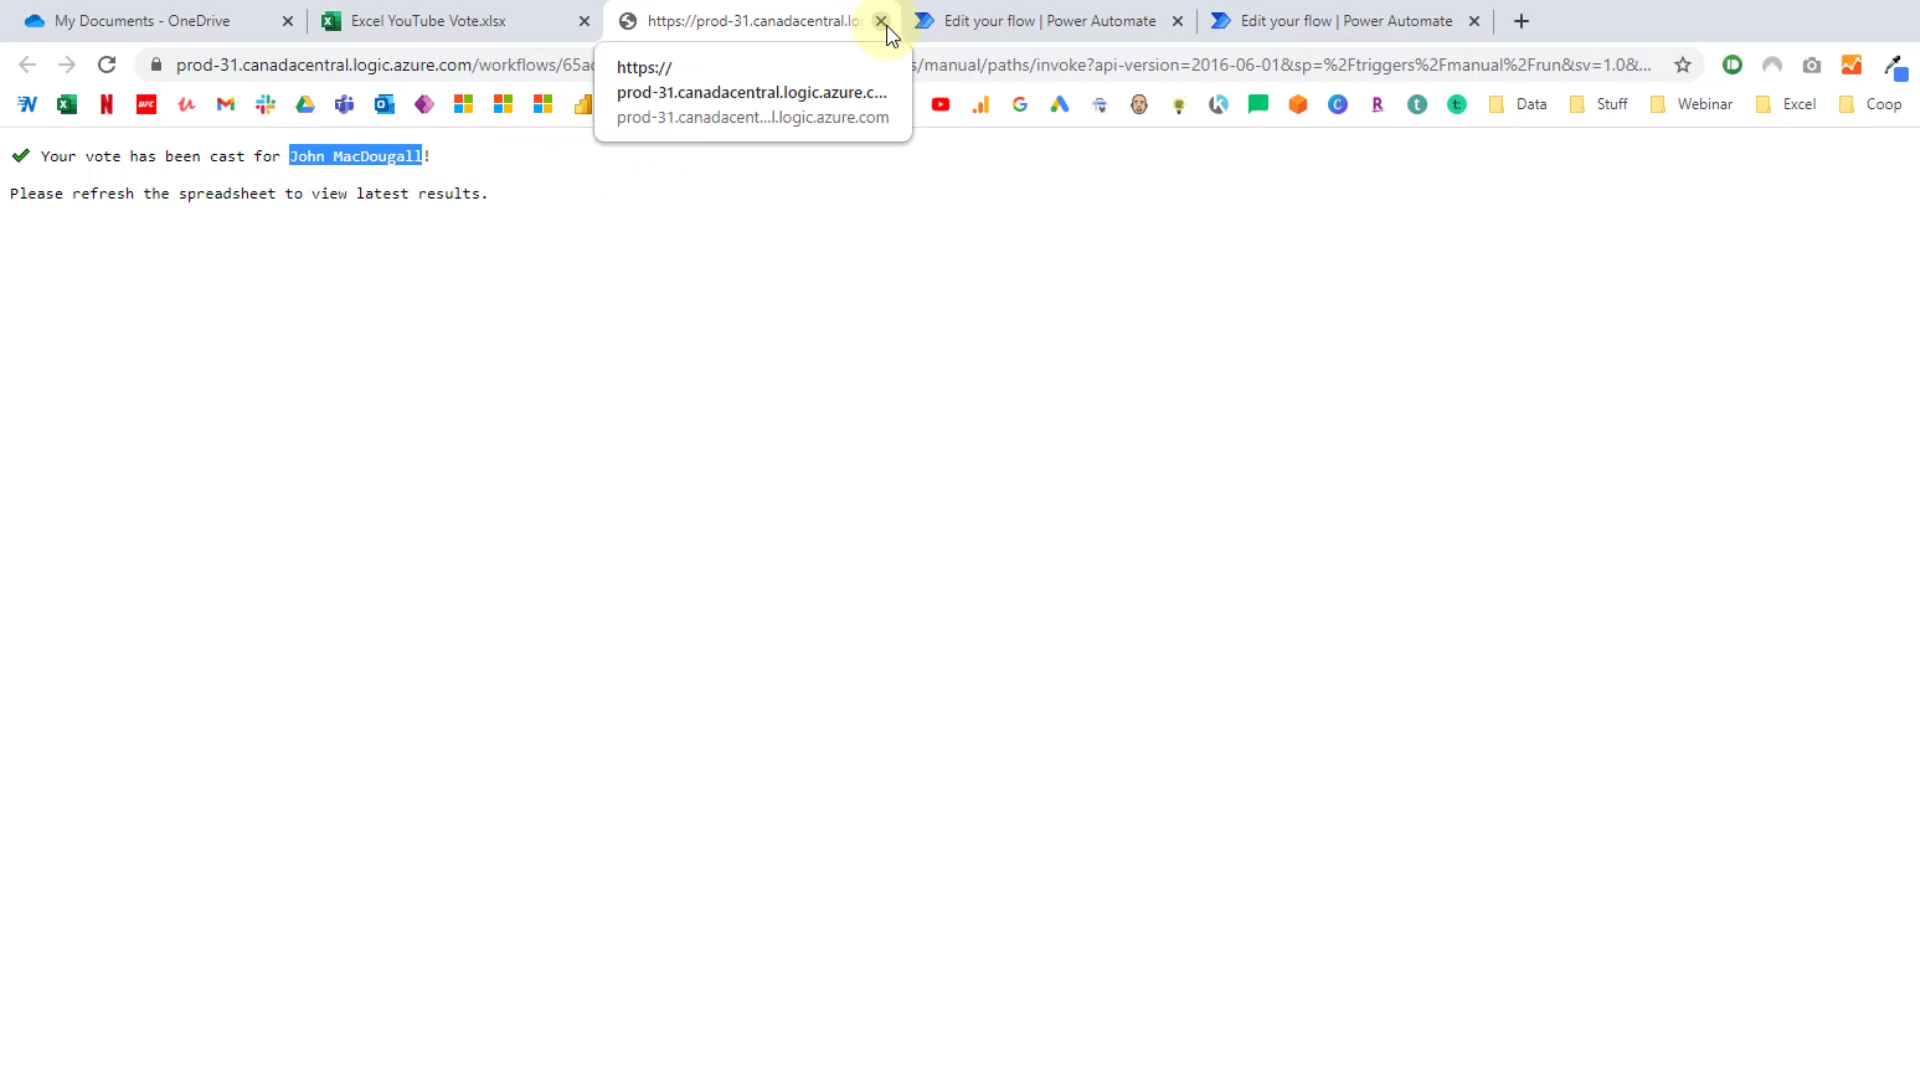 My Documents - OneDrive
Excel YouTube Vote.xlsx
https://prod-31.canadacentral.lo
Edit your flow | Power Automate
Edit your flow | Power Automate
prod-31.canadacentral.logic.azure.com/workflows/65a
s/manual/paths/invoke?api-version=2016-06-01&sp=%2Ftriggers%2Fmanual%2Frun&sv=1.0&...
https://
prod-31.canadacentral.logic.azure.c...
prod-31.canadacent...l.logic.azure.com
Data
Stuff
Webinar
Excel
Coop
Your vote has been cast for John MacDougall!
Please refresh the spreadsheet to view latest results.